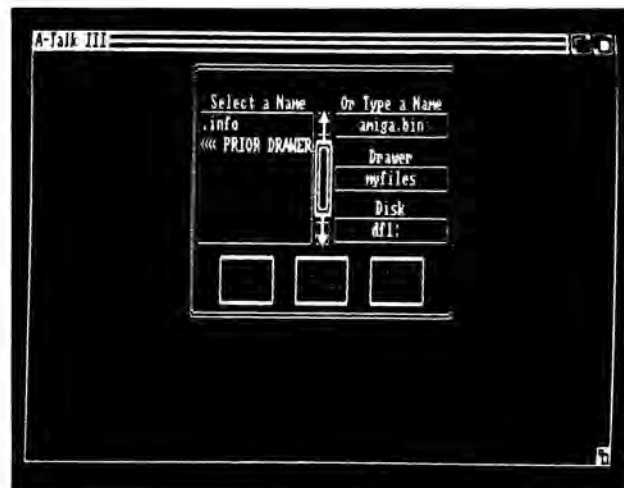 A-Talk III
Select a Name
.info
<<<< PRIOR DRAWER
Or Type a Name
amiga.bin
Drawer
myfiles
Disk
df1: